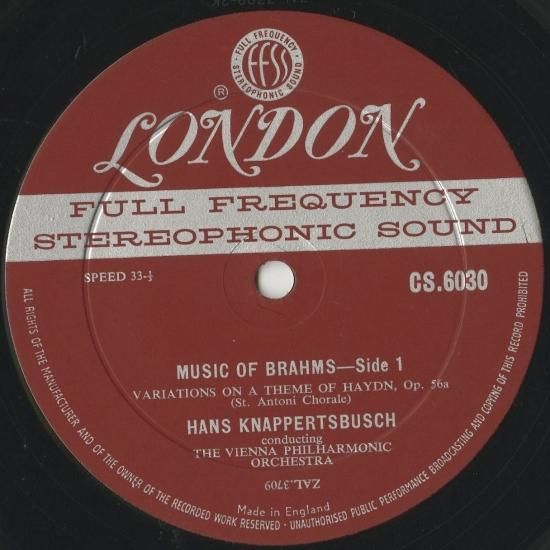 FULL FREQUENCY
FFSS
STEREOPHONIC SOUND
®
LONDON
FULL FREQUENCY
STEREOPHONIC SOUND
SPEED 33-⅓
CS.6030
MUSIC OF BRAHMS—Side 1
VARIATIONS ON A THEME OF HAYDN, Op. 56a
(St. Antoni Chorale)
HANS KNAPPERTSBUSCH
conducting
THE VIENNA PHILHARMONIC
ORCHESTRA
ZAL.3709
Made in England
ALL RIGHTS OF THE MANUFACTURER AND OF THE OWNER OF THE RECORDED WORK RESERVED - UNAUTHORISED PUBLIC PERFORMANCE BROADCASTING AND COPYING OF THIS RECORD PROHIBITED